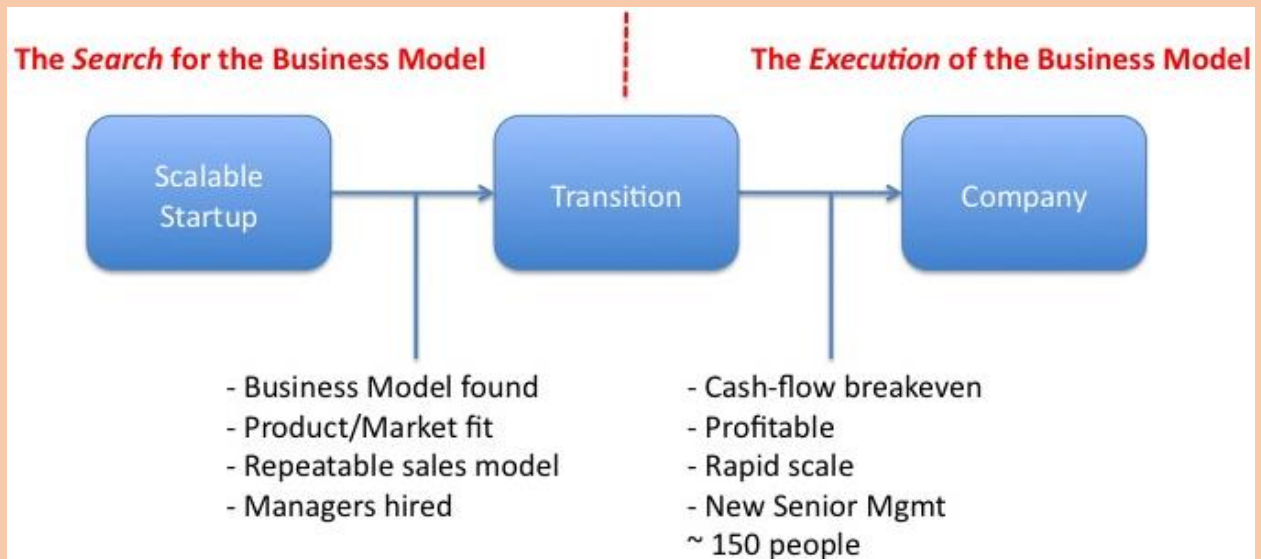 The Search for the Business Model
The Execution of the Business Model
Scalable
Startup
Transition
Company
- Business Model found
- Product/Market fit
- Repeatable sales model
- Managers hired
- Cash-flow breakeven
- Profitable
- Rapid scale
- New Senior Mgmt
~ 150 people